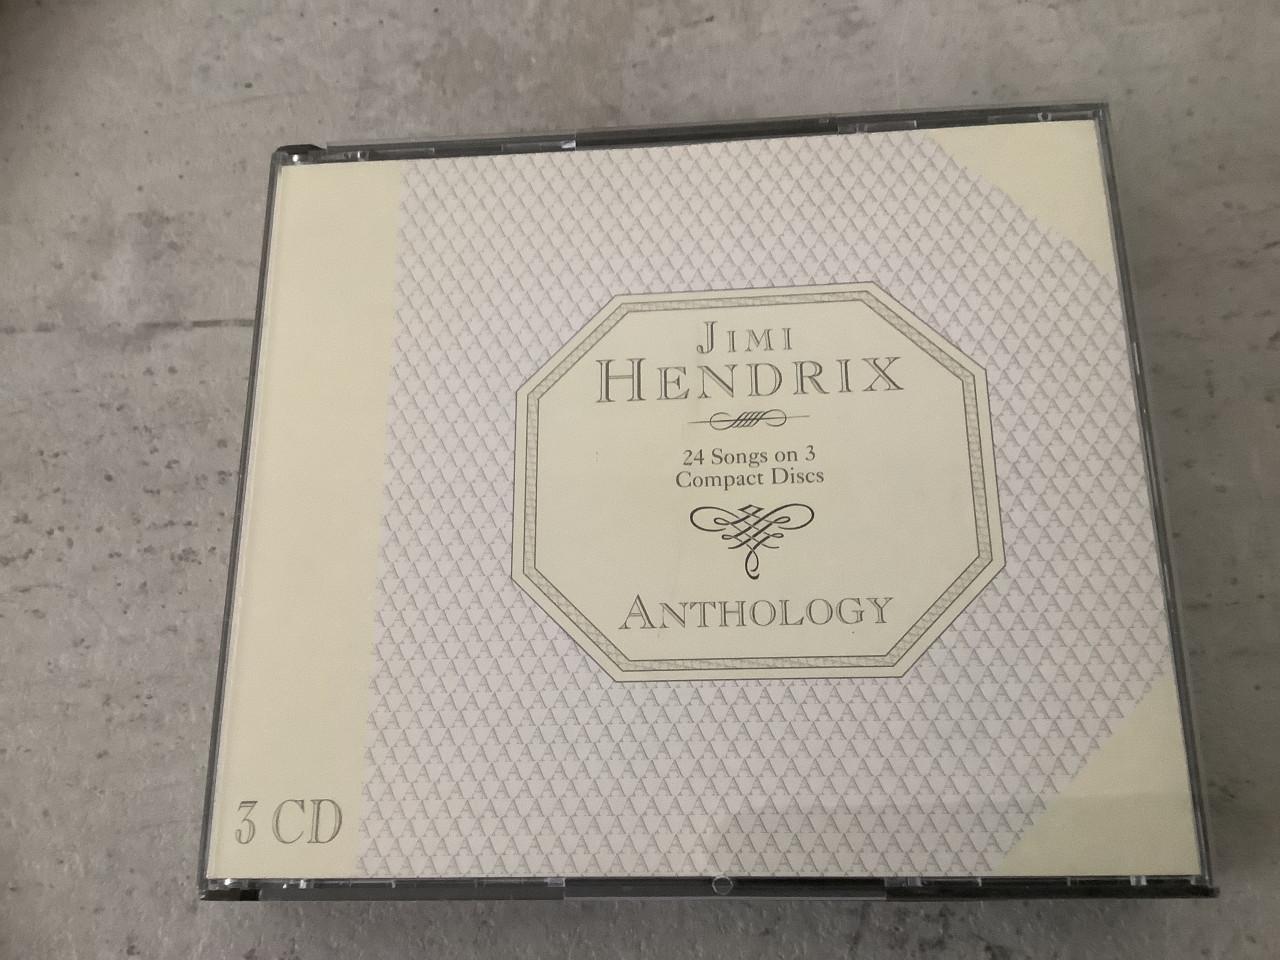 JIMI
HENDRIX
24 Songs on 3
Compact Discs
ANTHOLOGY
3 CD